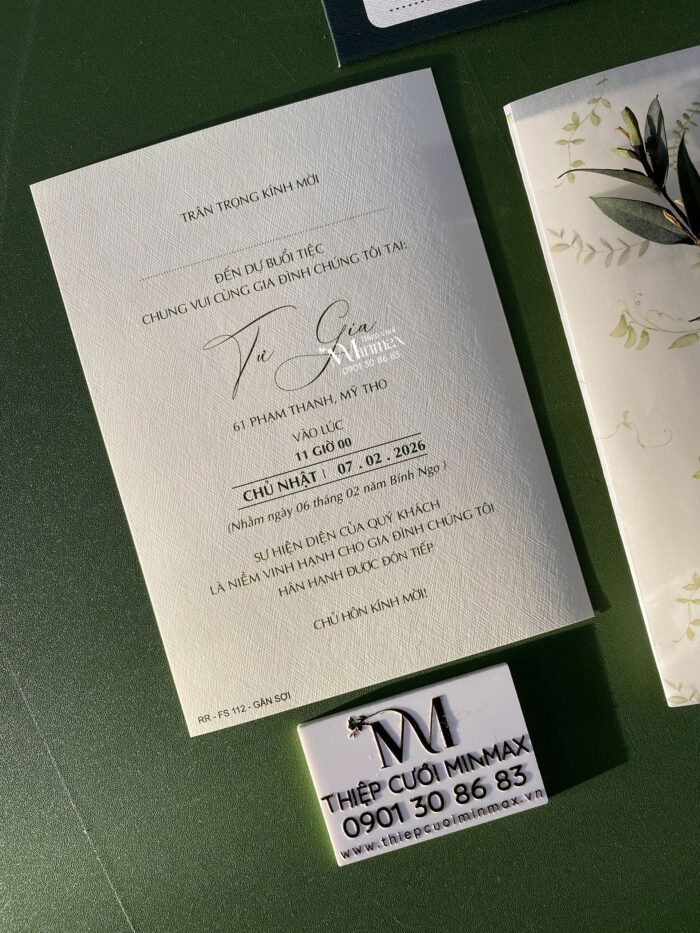 TRÂN TRỌNG KÍNH MỜI
ĐẾN DỰ BUỔI TIỆC
CHUNG VUI CÙNG GIA ĐÌNH CHÚNG TÔI TẠI:
Tư Gia
Thiệp cưới
Minmax
0901 30 86 83
61 PHAM THANH, MỸ THO
VÀO LÚC
11 GIỜ 00
CHỦ NHẬT | 07 . 02 . 2026
(Nhằm ngày 06 tháng 02 năm Bính Ngọ )
SỰ HIỆN DIỆN CỦA QUÝ KHÁCH
LÀ NIỀM VINH HẠNH CHO GIA ĐÌNH CHÚNG TÔI
HÂN HẠNH ĐƯỢC ĐÓN TIẾP
CHỦ HÔN KÍNH MỜI!
RR - FS 112 - GÂN SỢI
MM
THIỆP CƯỚI MINMAX
0901 30 86 83
www.thiepcuoiminmax.vn